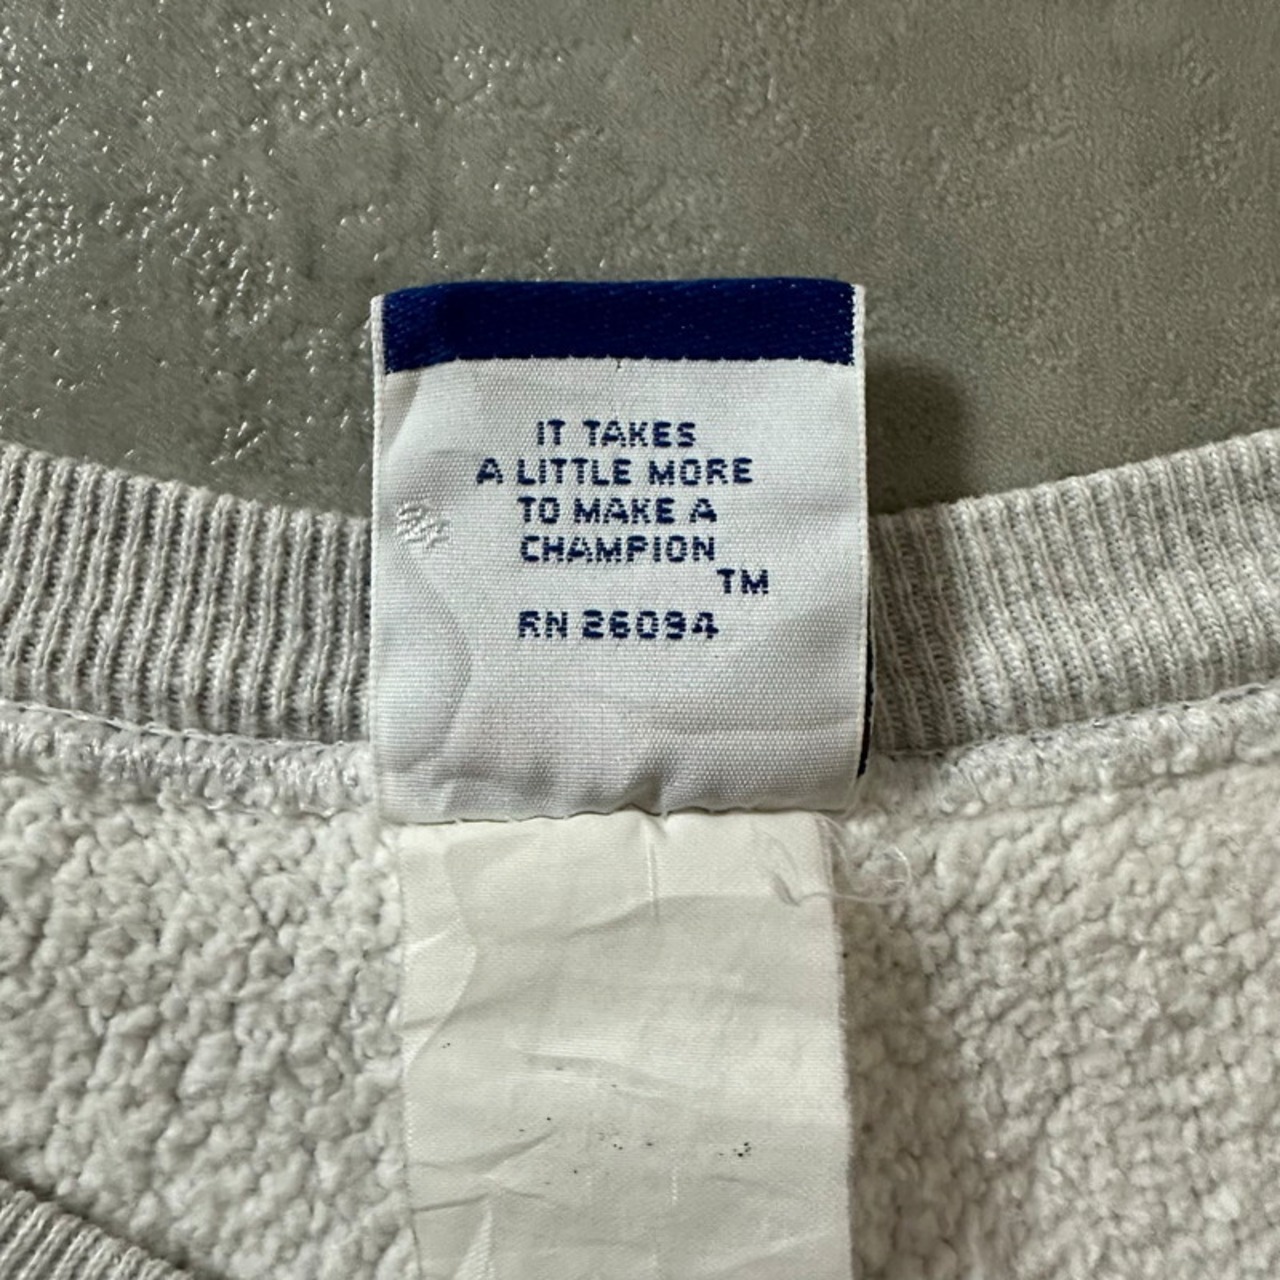 IT TAKES
A LITTLE MORE
TO MAKE A
CHAMPION
TM
RN 26094